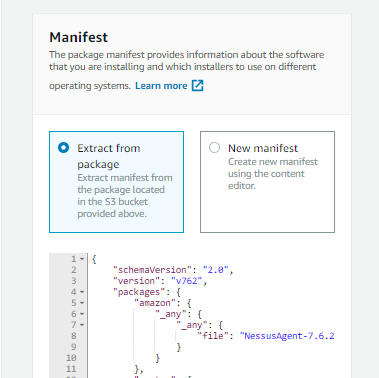 Manifest
The package manifest provides information about the software
that you are installing and which installers to use on different
operating systems. Learn more
Extract from
package
Extract manifest from
the package located
in the S3 bucket
provided above.
New manifest
Create new manifest
using the content
editor.
1 {
2 "schemaVersion": "2.0",
3 "version": "v762",
4 "packages": {
5 "amazon": {
6 "_any": {
7 "_any": {
8 "file": "NessusAgent-7.6.2
9 }
10 }
11 },